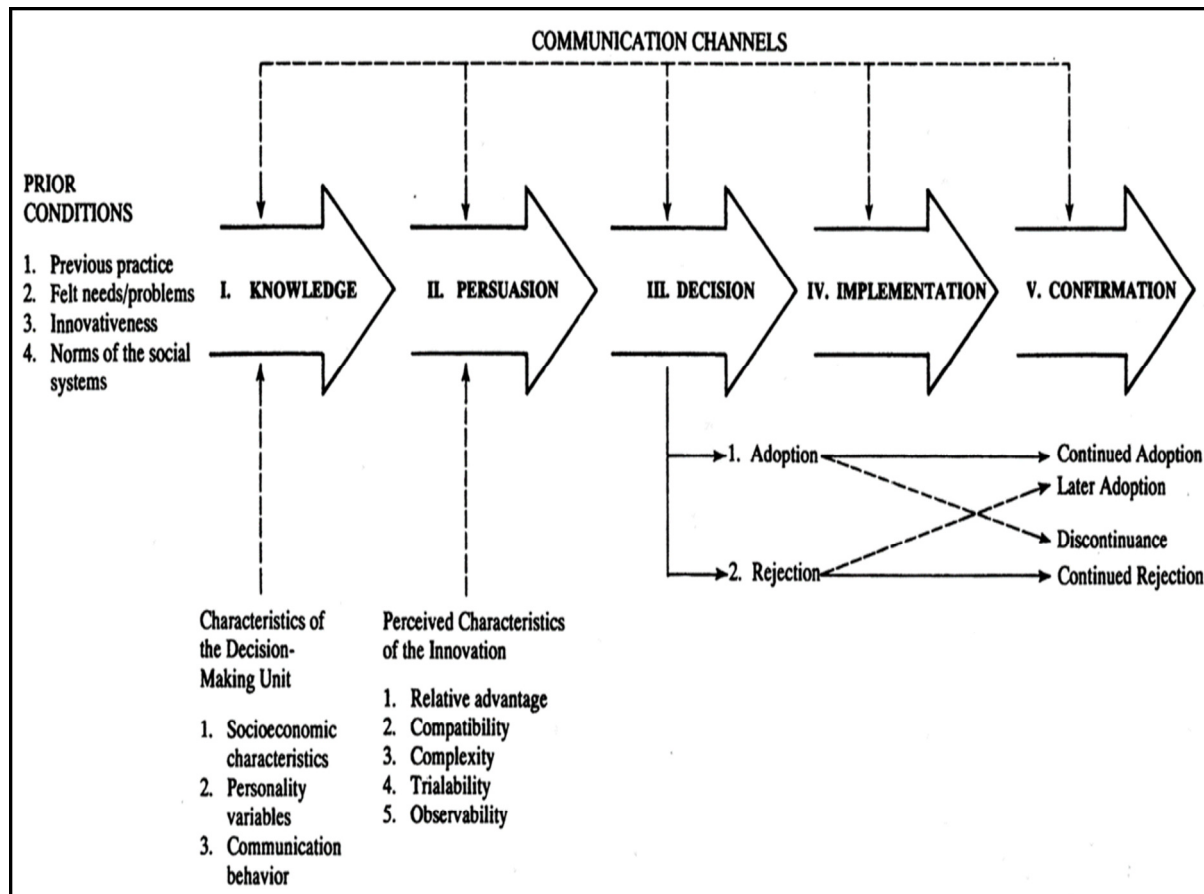 COMMUNICATION CHANNELS
PRIOR
CONDITIONS
1. Previous practice
2. Felt needs/problems
3. Innovativeness
4. Norms of the social
systems
I. KNOWLEDGE
II. PERSUASION
III. DECISION
IV. IMPLEMENTATION
V. CONFIRMATION
1. Adoption
Continued Adoption
Later Adoption
Discontinuance
2. Rejection
Continued Rejection
Characteristics of
the Decision-
Making Unit
1. Socioeconomic
characteristics
2. Personality
variables
3. Communication
behavior
Perceived Characteristics
of the Innovation
1. Relative advantage
2. Compatibility
3. Complexity
4. Trialability
5. Observability